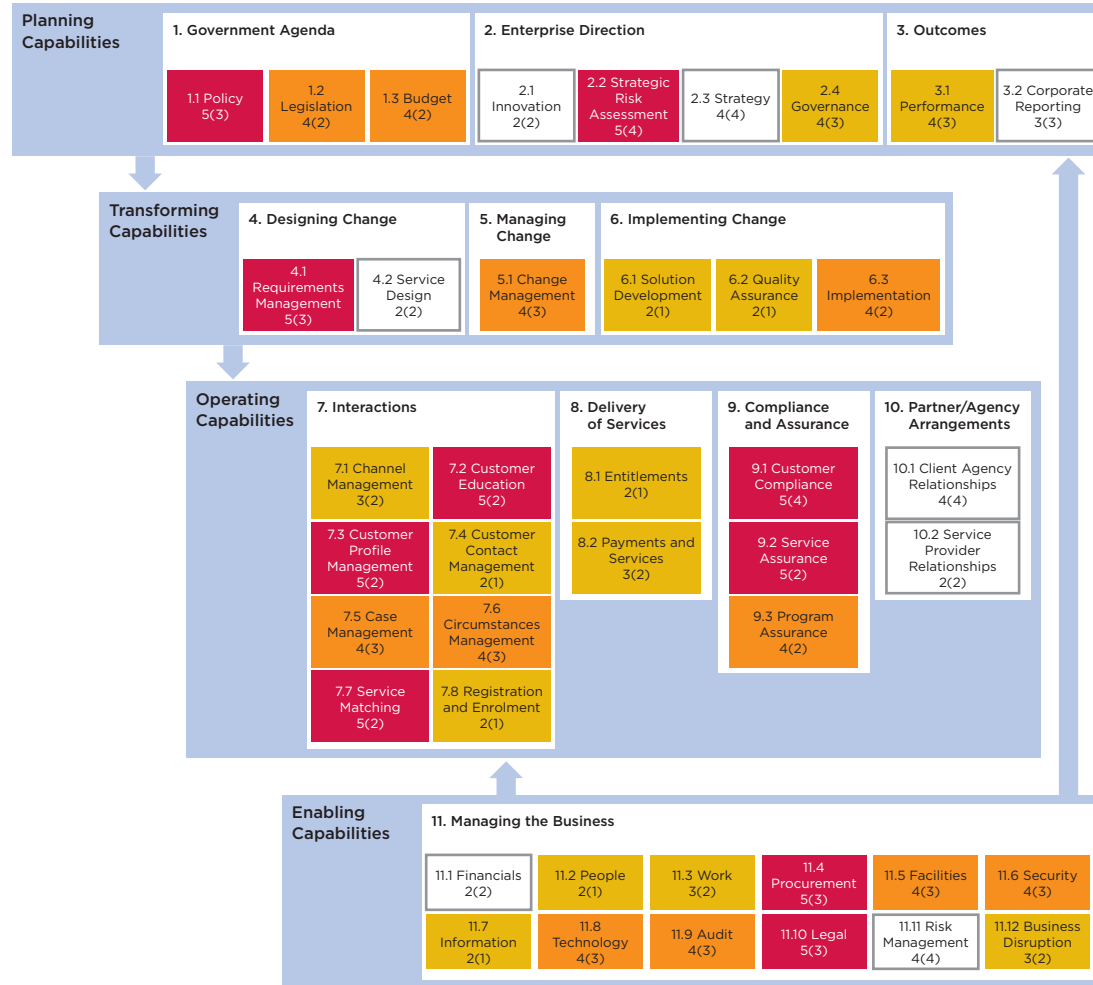 Planning
Capabilities
1. Government Agenda
2. Enterprise Direction
3. Outcomes
1.1 Policy
5(3)
1.2
Legislation
4(2)
1.3 Budget
4(2)
2.1
Innovation
2(2)
2.2 Strategic
Risk
Assessment
5(4)
2.3 Strategy
4(4)
2.4
Governance
4(3)
3.1
Performance
4(3)
3.2 Corporate
Reporting
3(3)
Transforming
Capabilities
4. Designing Change
5. Managing
Change
6. Implementing Change
4.1
Requirements
Management
5(3)
4.2 Service
Design
2(2)
5.1 Change
Management
4(3)
6.1 Solution
Development
2(1)
6.2 Quality
Assurance
2(1)
6.3
Implementation
4(2)
Operating
Capabilities
7. Interactions
8. Delivery
of Services
9. Compliance
and Assurance
10. Partner/Agency
Arrangements
7.1 Channel
Management
3(2)
7.2 Customer
Education
5(2)
7.3 Customer
Profile
Management
5(2)
7.4 Customer
Contact
Management
2(1)
7.5 Case
Management
4(3)
7.6
Circumstances
Management
4(3)
7.7 Service
Matching
5(2)
7.8 Registration
and Enrolment
2(1)
8.1 Entitlements
2(1)
8.2 Payments and
Services
3(2)
9.1 Customer
Compliance
5(4)
9.2 Service
Assurance
5(2)
9.3 Program
Assurance
4(2)
10.1 Client Agency
Relationships
4(4)
10.2 Service
Provider
Relationships
2(2)
Enabling
Capabilities
11. Managing the Business
11.1 Financials
2(2)
11.2 People
2(1)
11.3 Work
3(2)
11.4
Procurement
5(3)
11.5 Facilities
4(3)
11.6 Security
4(3)
11.7
Information
2(1)
11.8
Technology
4(3)
11.9 Audit
4(3)
11.10 Legal
5(3)
11.11 Risk
Management
4(4)
11.12 Business
Disruption
3(2)